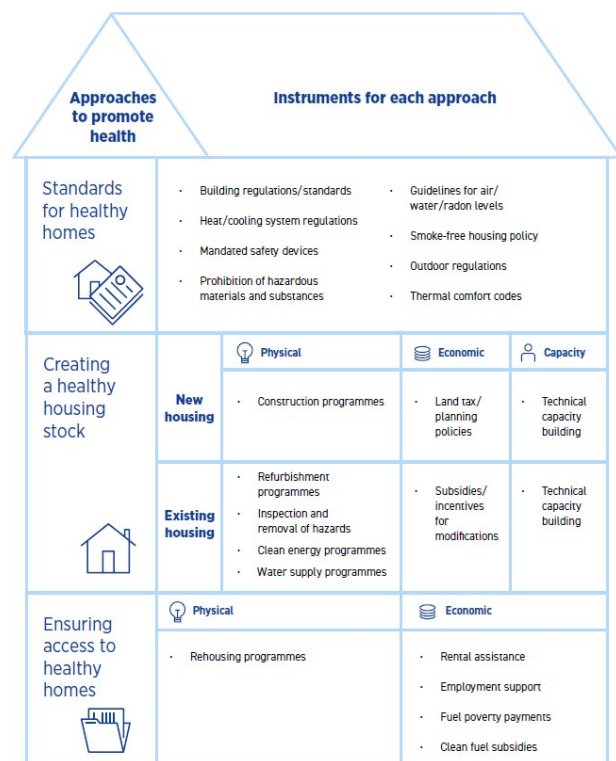 Approaches
to promote
health
Instruments for each approach
Standards
for healthy
homes
· Building regulations/standards
· Heat/cooling system regulations
· Mandated safety devices
· Prohibition of hazardous
materials and substances
· Guidelines for air/
water/radon levels
· Smoke-free housing policy
· Outdoor regulations
· Thermal comfort codes
Creating
a healthy
housing
stock
Physical
Economic
Capacity
New
housing
· Construction programmes
· Land tax/
planning
policies
· Technical
capacity
building
Existing
housing
· Refurbishment
programmes
· Inspection and
removal of hazards
· Clean energy programmes
· Water supply programmes
· Subsidies/
incentives
for
modifications
· Technical
capacity
building
Ensuring
access to
healthy
homes
Physical
Economic
· Rehousing programmes
· Rental assistance
· Employment support
· Fuel poverty payments
· Clean fuel subsidies